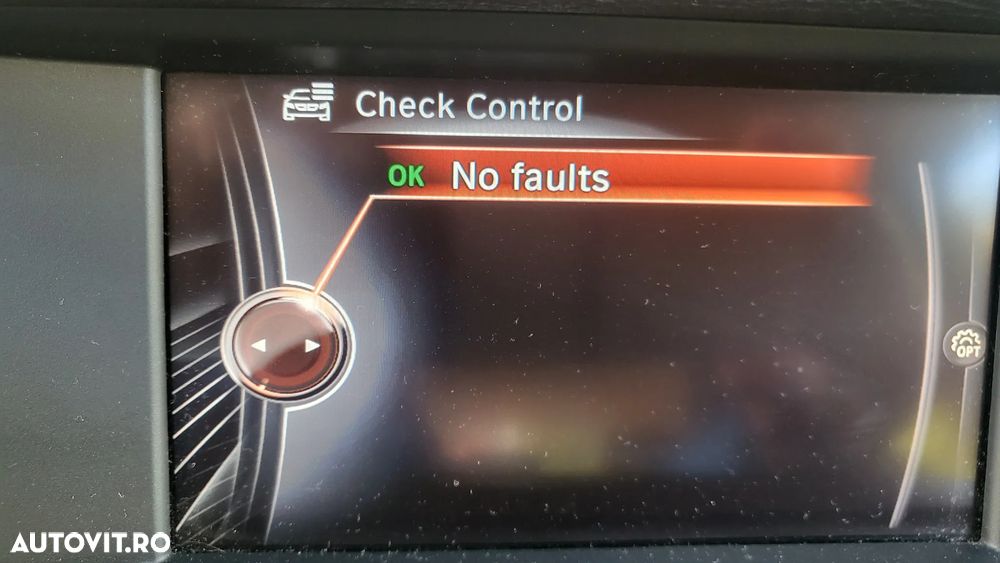 Check Control
OK No faults
OPT
AUTOVIT.RO